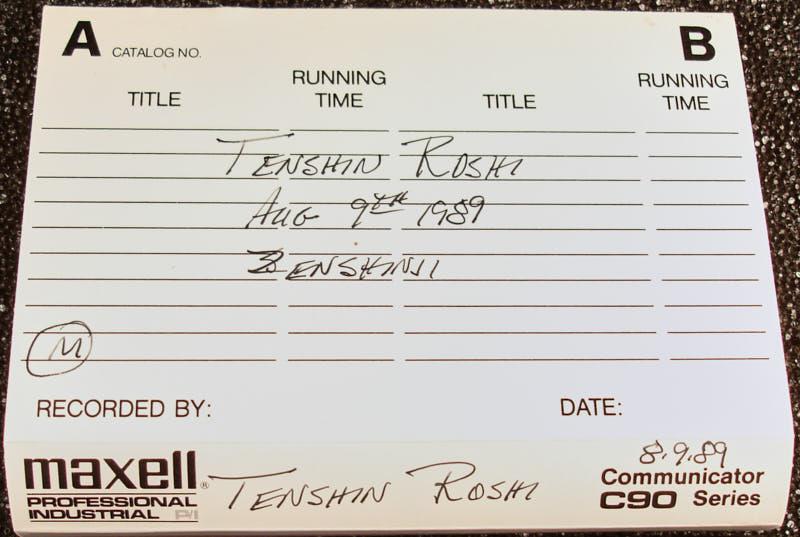 A CATALOG NO. B
TITLE RUNNING TIME TITLE RUNNING TIME
TENSHIN ROSHI
AUG 9TH 1989
ZENSHINJI
M
RECORDED BY: DATE:
8.9.89
maxell® TENSHIN ROSHI Communicator
PROFESSIONAL C90 Series
INDUSTRIAL P/I